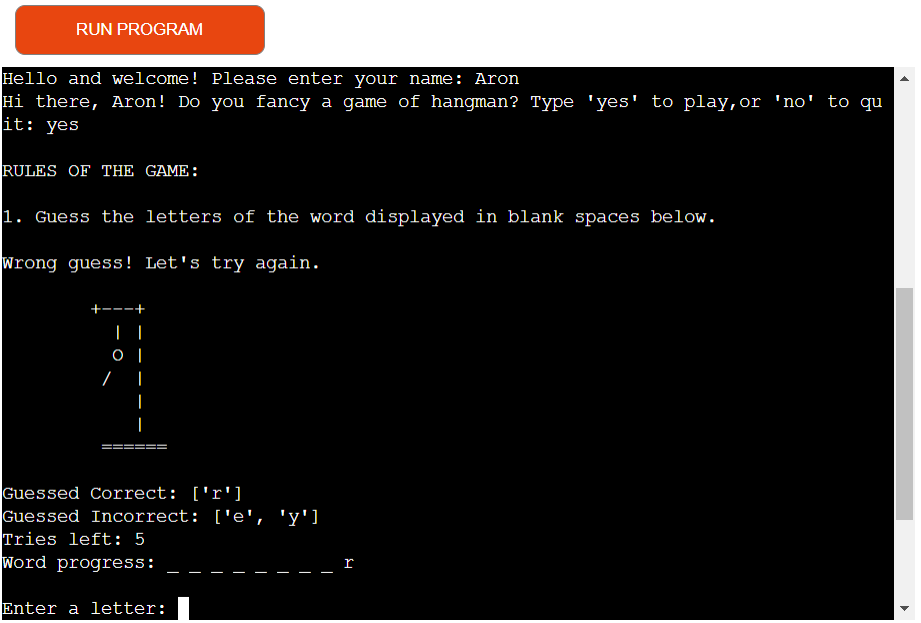 RUN PROGRAM
Hello and welcome! Please enter your name: Aron
Hi there, Aron! Do you fancy a game of hangman? Type 'yes' to play,or 'no' to qu
it: yes
RULES OF THE GAME:
1. Guess the letters of the word displayed in blank spaces below.
Wrong guess! Let's try again.
        +---+
          | |
          O |
         /  |
            |
            |
         ======
Guessed Correct: ['r']
Guessed Incorrect: ['e', 'y']
Tries left: 5
Word progress: _ _ _ _ _ _ _ _ r
Enter a letter: